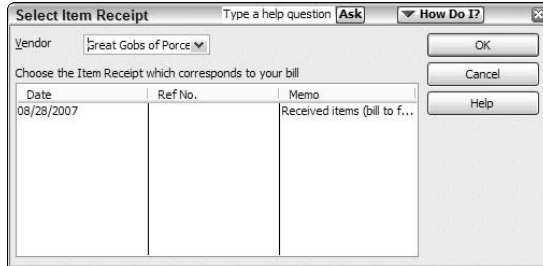 Select Item Receipt Type a help question Ask How Do I?
Vendor Great Gobs of Porce OK
Choose the Item Receipt which corresponds to your bill Cancel
Date Ref No. Memo Help
08/28/2007 Received items (bill to f...